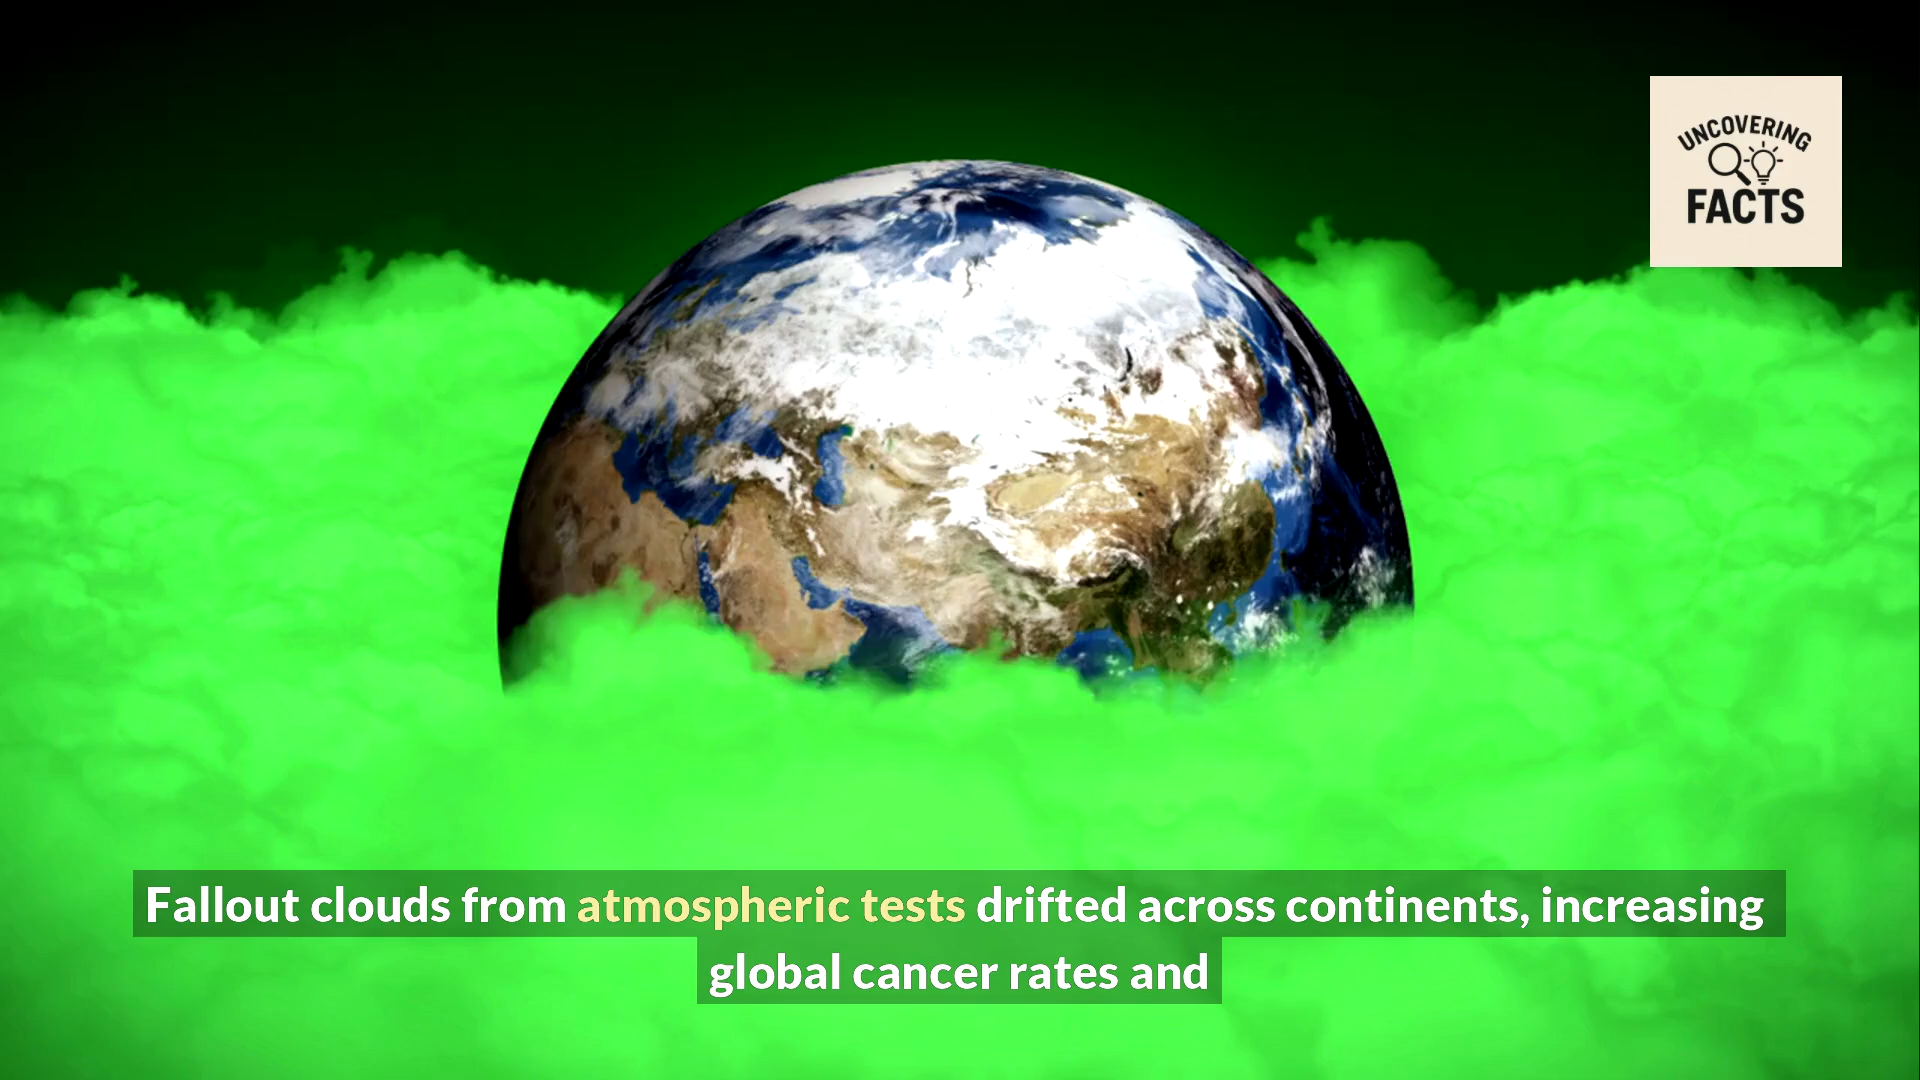 UNCOVERING
FACTS
Fallout clouds from atmospheric tests drifted across continents, increasing
global cancer rates and